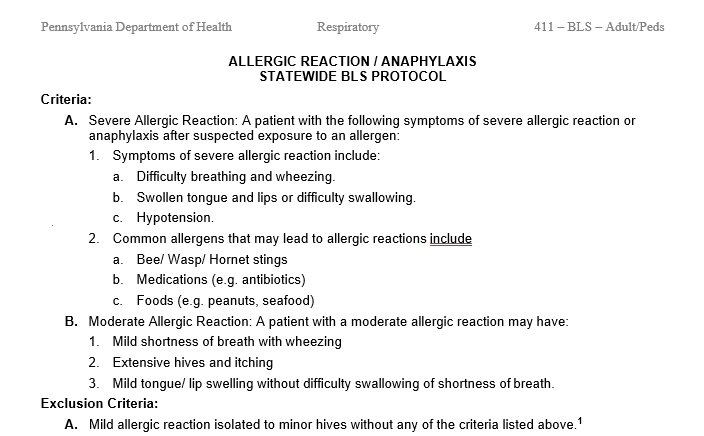 Pennsylvania Department of Health Respiratory 411 – BLS – Adult/Peds
ALLERGIC REACTION / ANAPHYLAXIS
STATEWIDE BLS PROTOCOL
Criteria:
A. Severe Allergic Reaction: A patient with the following symptoms of severe allergic reaction or
anaphylaxis after suspected exposure to an allergen:
1. Symptoms of severe allergic reaction include:
a. Difficulty breathing and wheezing.
b. Swollen tongue and lips or difficulty swallowing.
c. Hypotension.
2. Common allergens that may lead to allergic reactions include
a. Bee/ Wasp/ Hornet stings
b. Medications (e.g. antibiotics)
c. Foods (e.g. peanuts, seafood)
B. Moderate Allergic Reaction: A patient with a moderate allergic reaction may have:
1. Mild shortness of breath with wheezing
2. Extensive hives and itching
3. Mild tongue/ lip swelling without difficulty swallowing of shortness of breath.
Exclusion Criteria:
A. Mild allergic reaction isolated to minor hives without any of the criteria listed above.¹